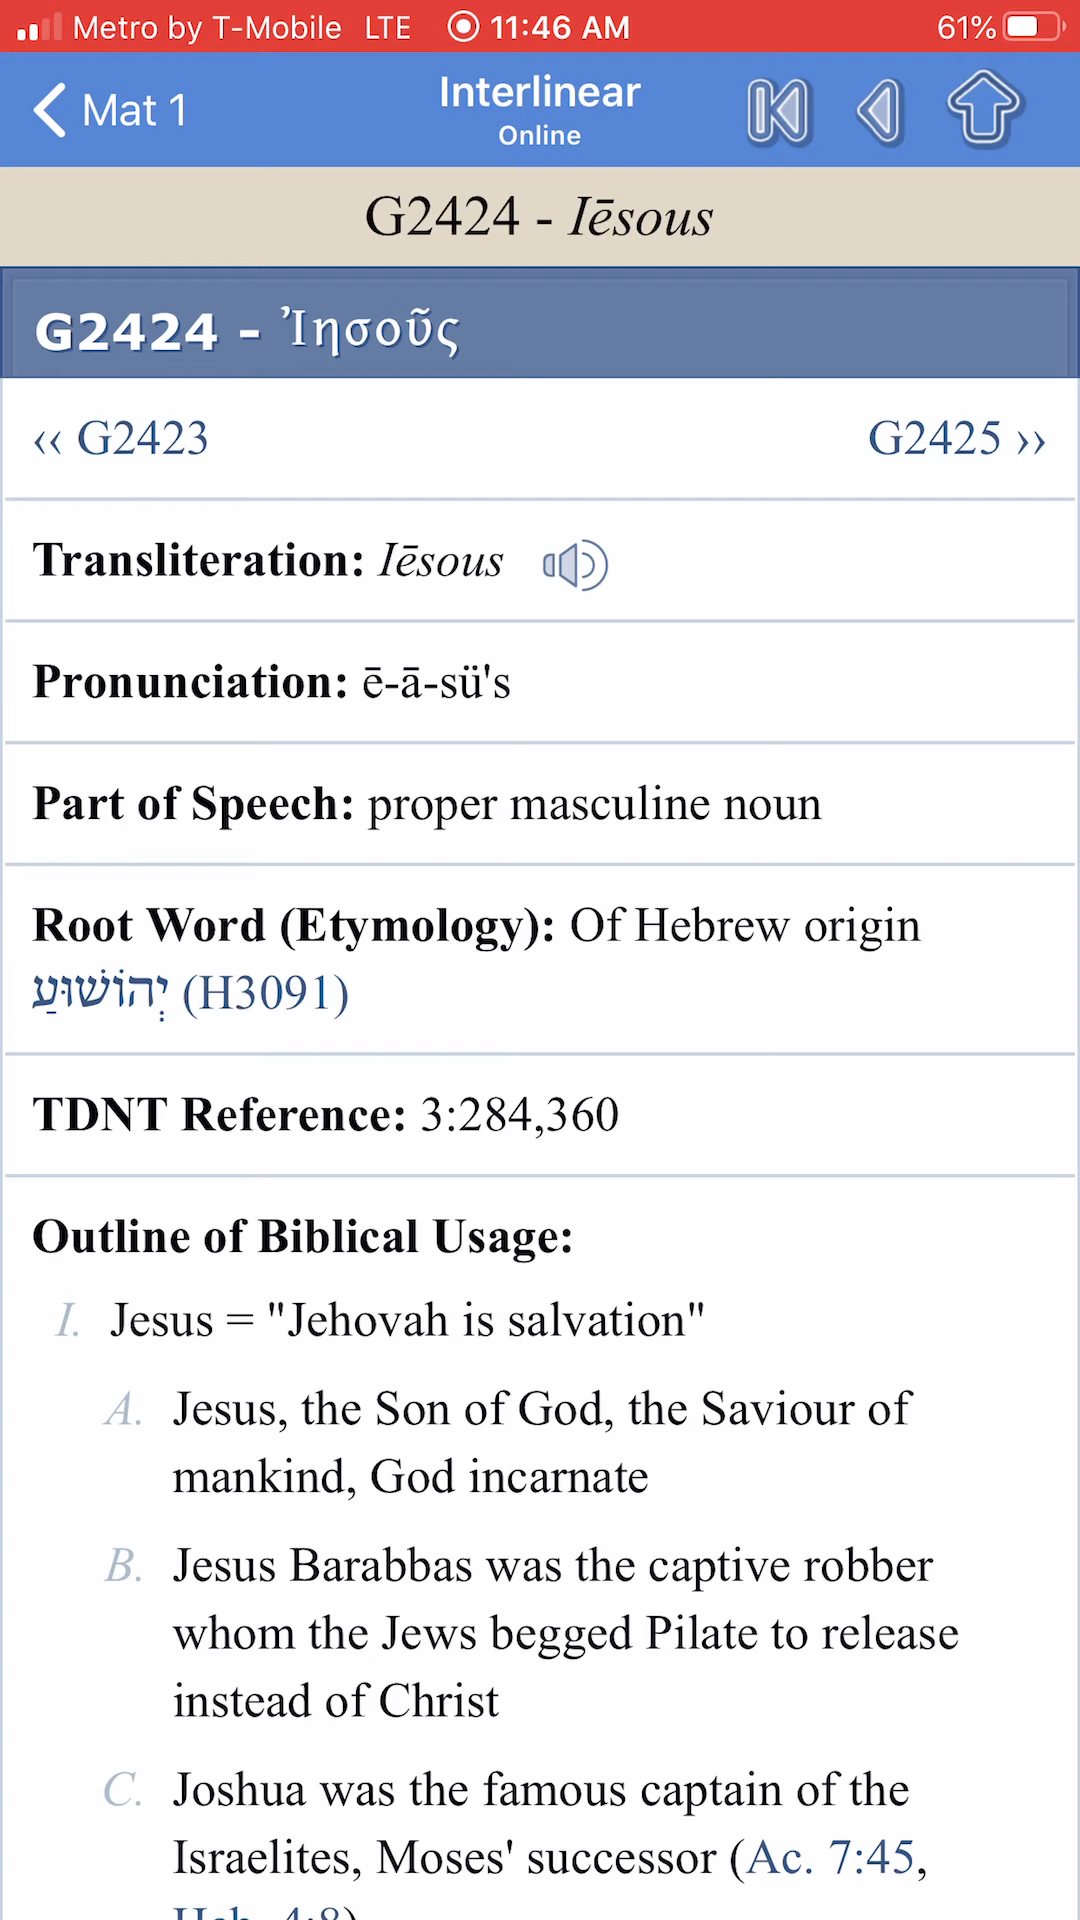 Metro by T-Mobile LTE 11:46 AM 61%
Mat 1 Interlinear
Online
G2424 - Iēsous
G2424 - Ἰησοῦς
‹‹ G2423 G2425 ››
Transliteration: Iēsous
Pronunciation: ē-ā-sü's
Part of Speech: proper masculine noun
Root Word (Etymology): Of Hebrew origin
יְהוֹשׁוּעַ (H3091)
TDNT Reference: 3:284,360
Outline of Biblical Usage:
I. Jesus = "Jehovah is salvation"
A. Jesus, the Son of God, the Saviour of
mankind, God incarnate
B. Jesus Barabbas was the captive robber
whom the Jews begged Pilate to release
instead of Christ
C. Joshua was the famous captain of the
Israelites, Moses' successor (Ac. 7:45,
Heb. 4:8)